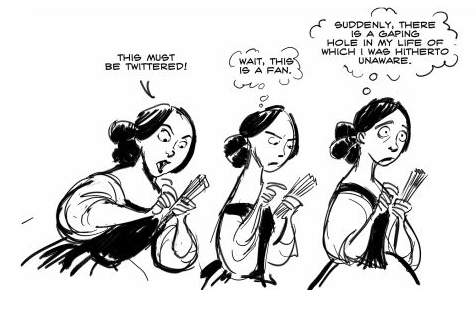 THIS MUST
BE TWITTERED!
WAIT, THIS
IS A FAN.
SUDDENLY, THERE
IS A GAPING
HOLE IN MY LIFE OF
WHICH I WAS HITHERTO
UNAWARE.